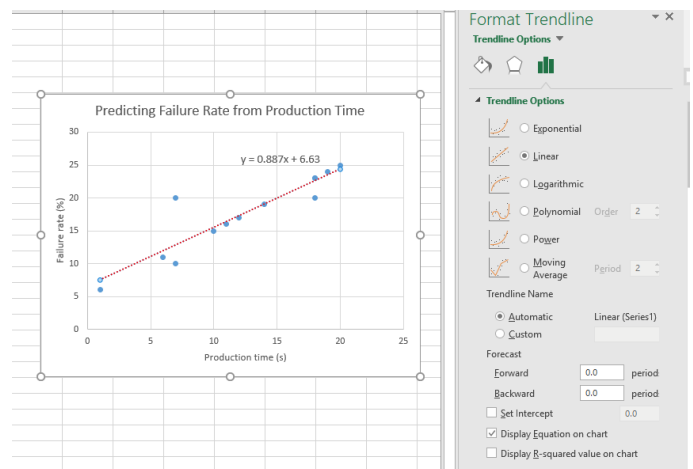 Format Trendline
Trendline Options
Trendline Options
Exponential
Linear
Logarithmic
Polynomial Order 2
Power
Moving
Average Period 2
Trendline Name
Automatic Linear (Series1)
Custom
Forecast
Forward 0.0 period
Backward 0.0 period
Set Intercept 0.0
Display Equation on chart
Display R-squared value on chart
Predicting Failure Rate from Production Time
y = 0.887x + 6.63
Failure rate (%)
30
25
20
15
10
5
0
0 5 10 15 20 25
Production time (s)